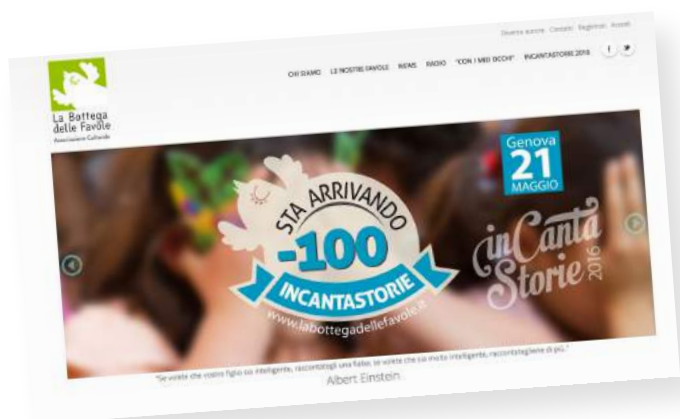 Diventa autore Contatti Registrati Accedi
La Bottega
delle Favole
Associazione Culturale
CHI SIAMO LE NOSTRE FAVOLE NEWS RADIO "CON I MIEI OCCHI" INCANTASTORIE 2016
Genova
21
MAGGIO
STA ARRIVANDO
-100
INCANTASTORIE
www.labottegadellefavole.it
inCanta
Storie
2016
"Se volete che vostro figlio sia intelligente, raccontategli una fiaba; se volete che sia molto intelligente, raccontategliene di più."
Albert Einstein